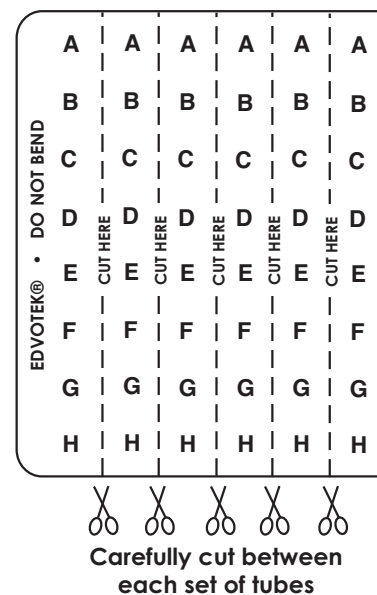 A A A A A A
B B B B B B
C C C C C C
D D D D D D
E E E E E E
F F F F F F
G G G G G G
H H H H H H
EDVOTEK® • DO NOT BEND
CUT HERE
CUT HERE
CUT HERE
CUT HERE
CUT HERE
Carefully cut between
each set of tubes